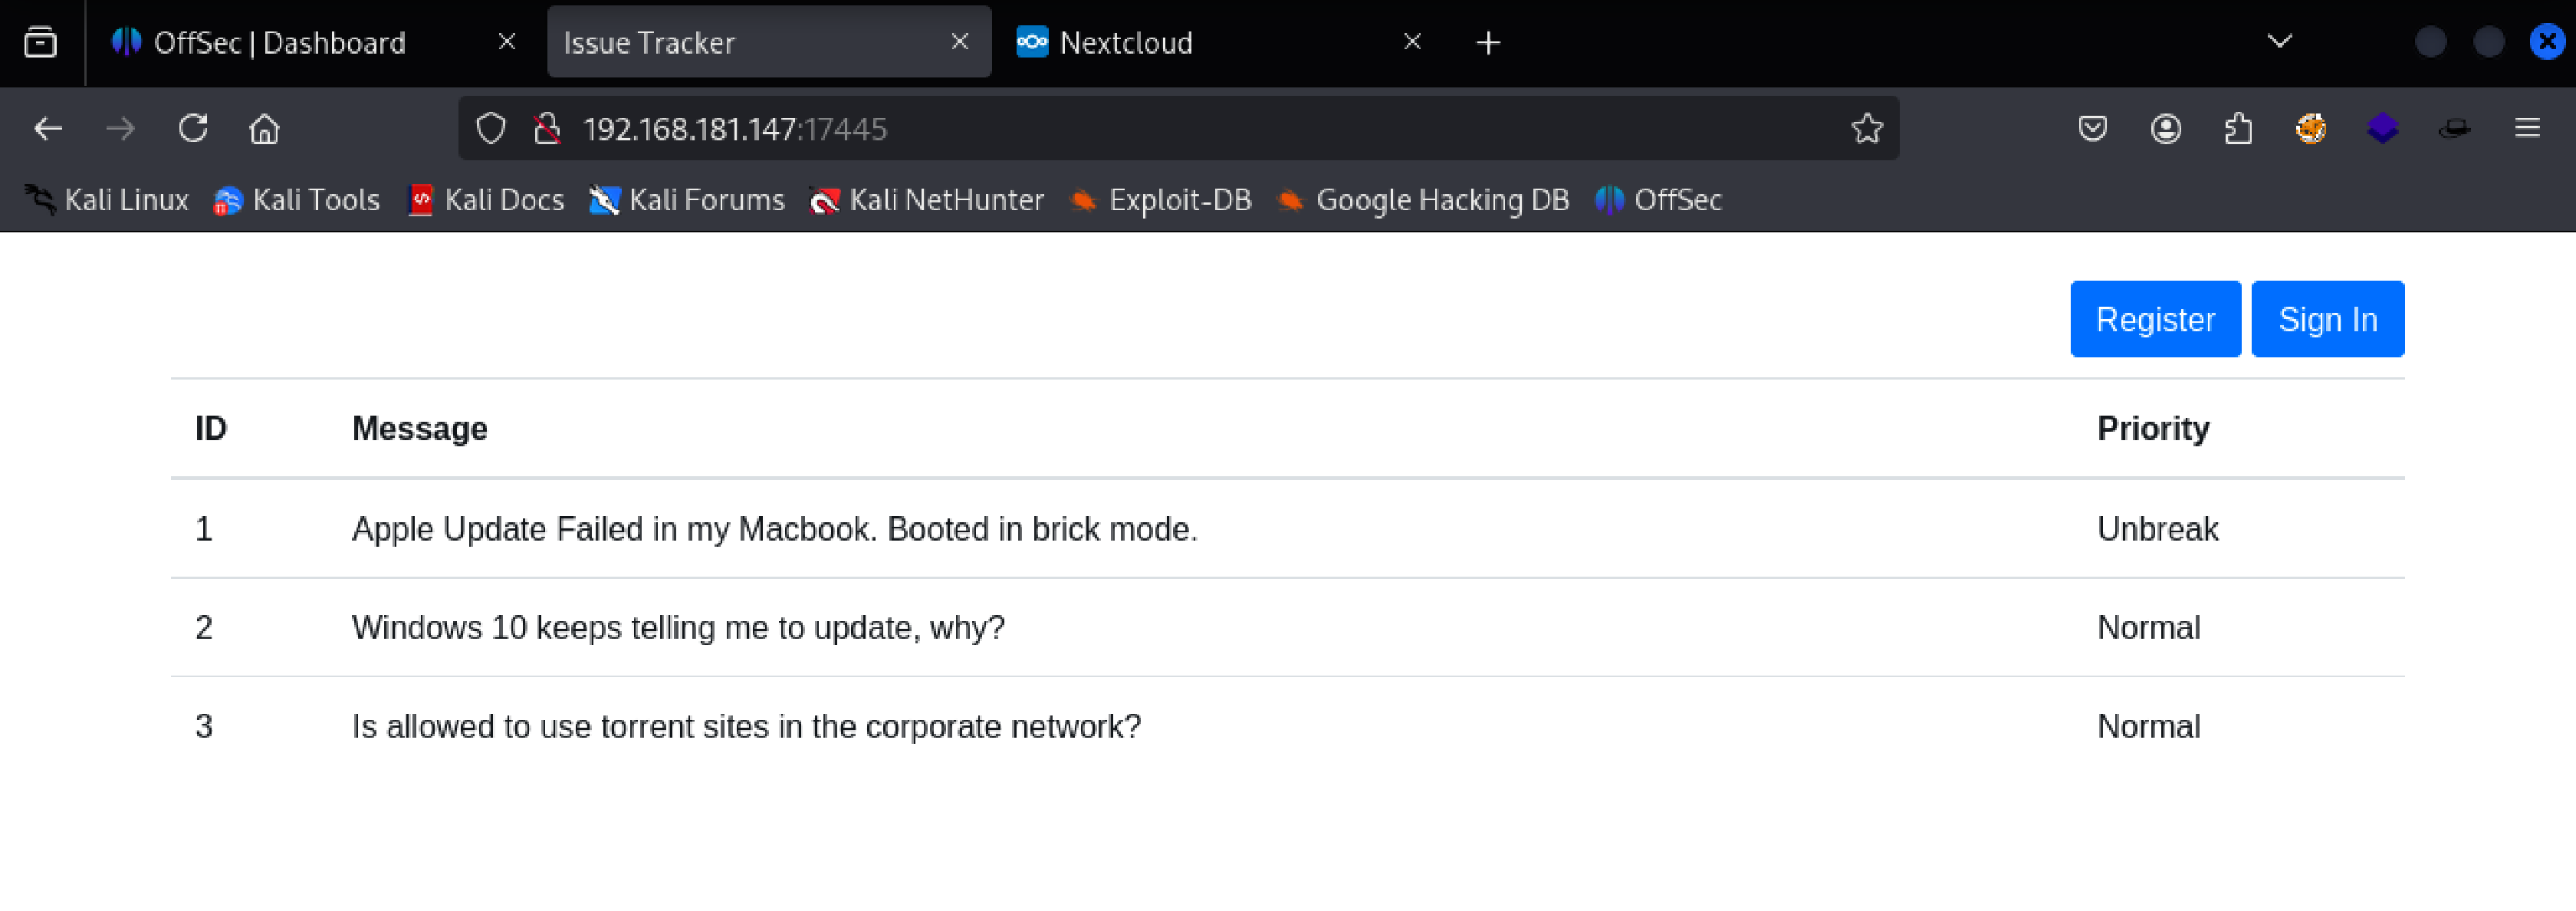 OffSec | Dashboard Issue Tracker Nextcloud
192.168.181.147:17445
Kali Linux Kali Tools Kali Docs Kali Forums Kali NetHunter Exploit-DB Google Hacking DB OffSec
Register Sign In
ID Message Priority
1 Apple Update Failed in my Macbook. Booted in brick mode. Unbreak
2 Windows 10 keeps telling me to update, why? Normal
3 Is allowed to use torrent sites in the corporate network? Normal